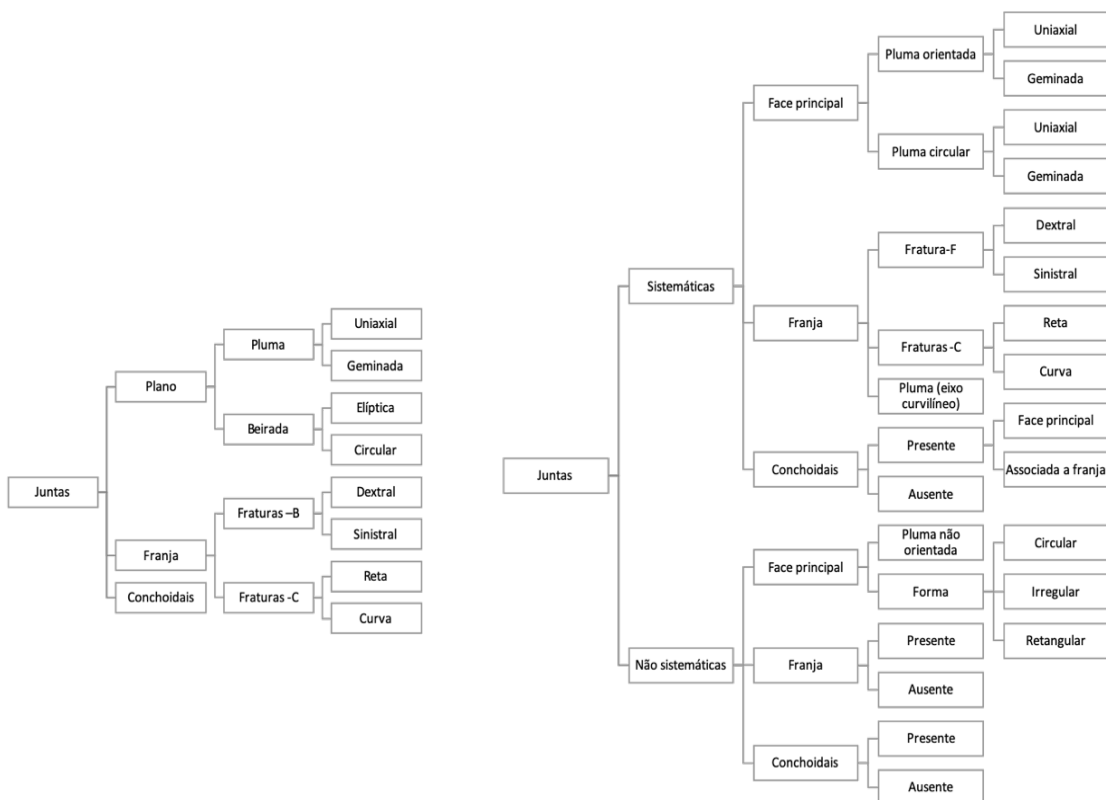 Juntas
Plano
Pluma
Uniaxial
Geminada
Beirada
Elíptica
Circular
Franja
Fraturas –B
Dextral
Sinistral
Fraturas -C
Reta
Curva
Conchoidais
Juntas
Sistemáticas
Face principal
Pluma orientada
Uniaxial
Geminada
Pluma circular
Uniaxial
Geminada
Franja
Fratura-F
Dextral
Sinistral
Fraturas -C
Reta
Curva
Pluma (eixo
curvilíneo)
Conchoidais
Presente
Face principal
Associada a franja
Ausente
Não sistemáticas
Face principal
Pluma não
orientada
Forma
Circular
Irregular
Retangular
Franja
Presente
Ausente
Conchoidais
Presente
Ausente